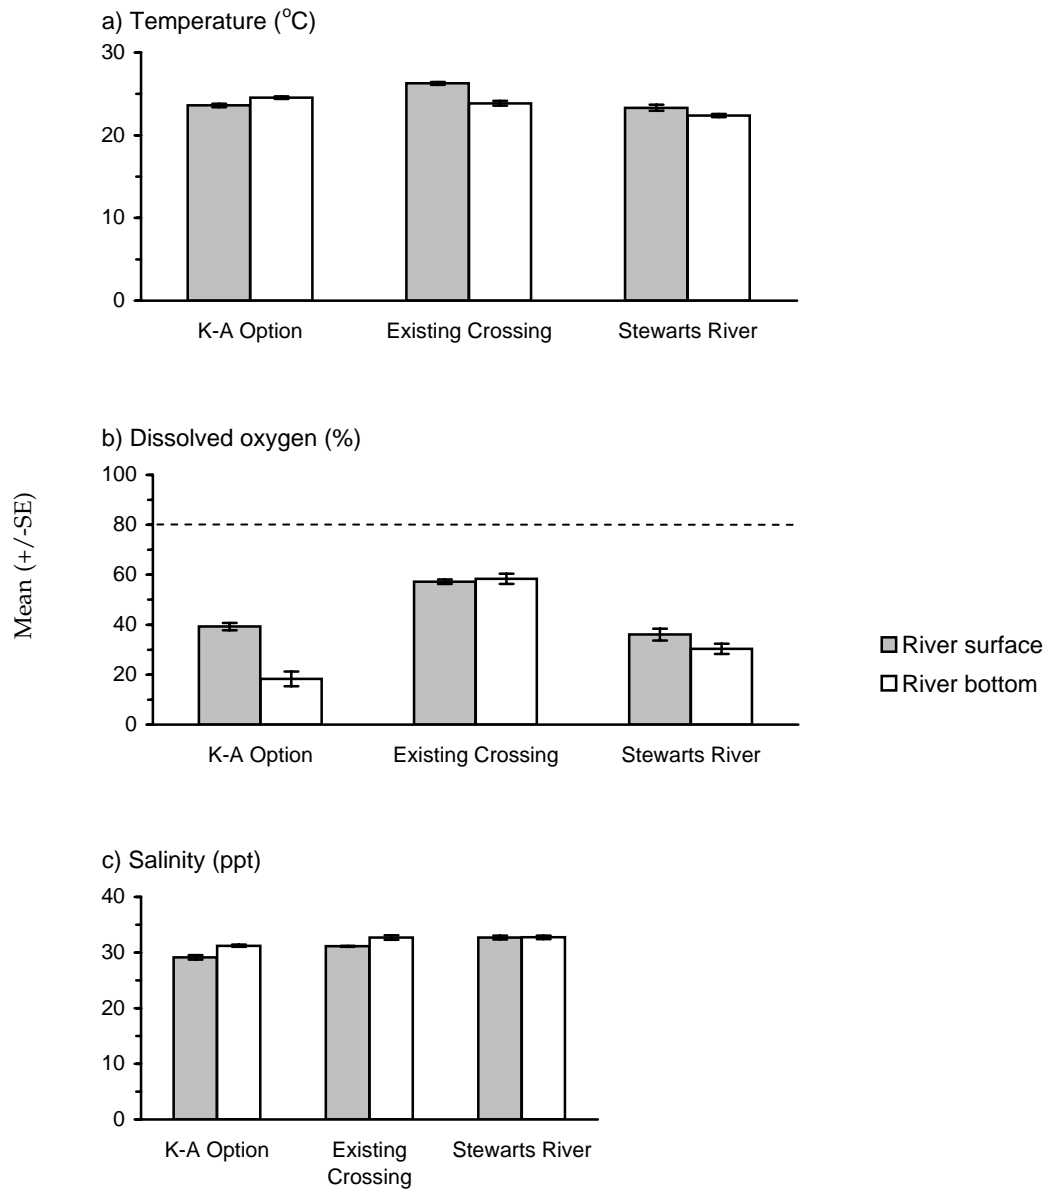 a) Temperature (°C)
30
20
10
0
K-A Option Existing Crossing Stewarts River
b) Dissolved oxygen (%)
100
80
60
40
20
0
K-A Option Existing Crossing Stewarts River
Mean (+/-SE)
River surface
River bottom
c) Salinity (ppt)
40
30
20
10
0
K-A Option Existing Stewarts River
Crossing